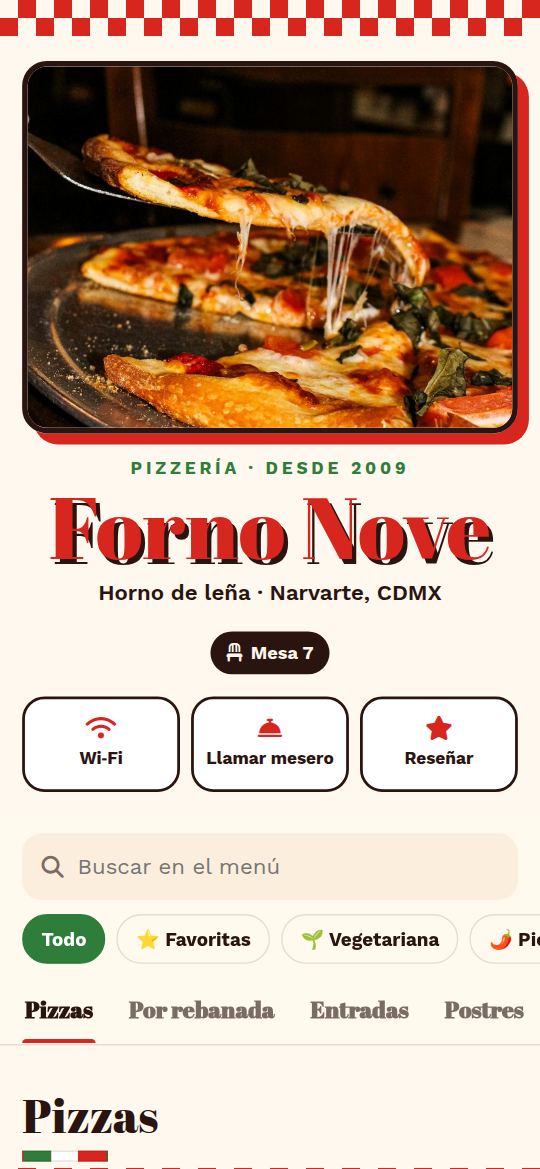 PIZZERÍA · DESDE 2009
Forno Nove
Horno de leña · Narvarte, CDMX
Mesa 7
Wi-Fi
Llamar mesero
Reseñar
Buscar en el menú
Todo
⭐ Favoritas
🌱 Vegetariana
🌶️ Pic
Pizzas
Por rebanada
Entradas
Postres
Pizzas